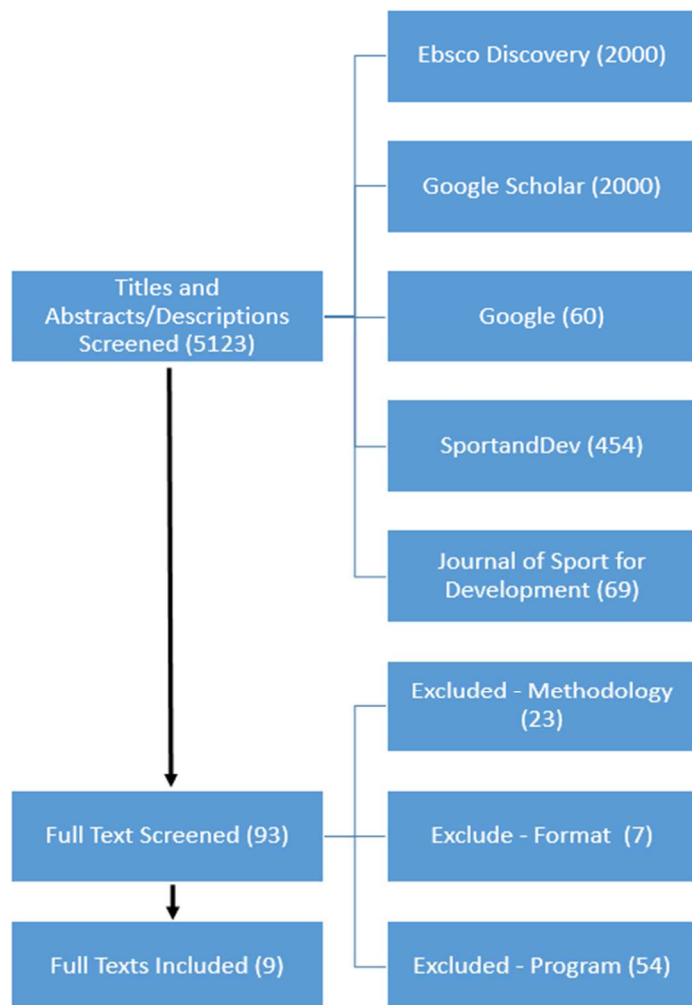 Ebsco Discovery (2000)
Google Scholar (2000)
Titles and
Abstracts/Descriptions
Screened (5123)
Google (60)
SportandDev (454)
Journal of Sport for
Development (69)
Excluded - Methodology
(23)
Full Text Screened (93)
Exclude - Format  (7)
Full Texts Included (9)
Excluded - Program (54)